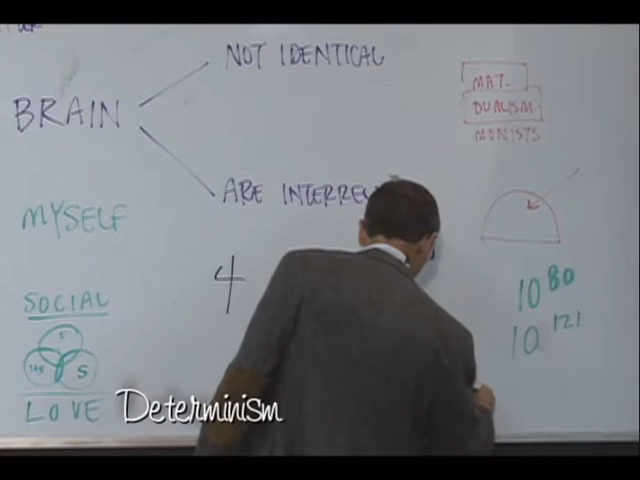 NOT IDENTICAL
BRAIN
ARE INTERRE
MAT.
DUALISM
MONISTS
MYSELF
4
10 80
10 121
SOCIAL
S
LOVE
Determinism